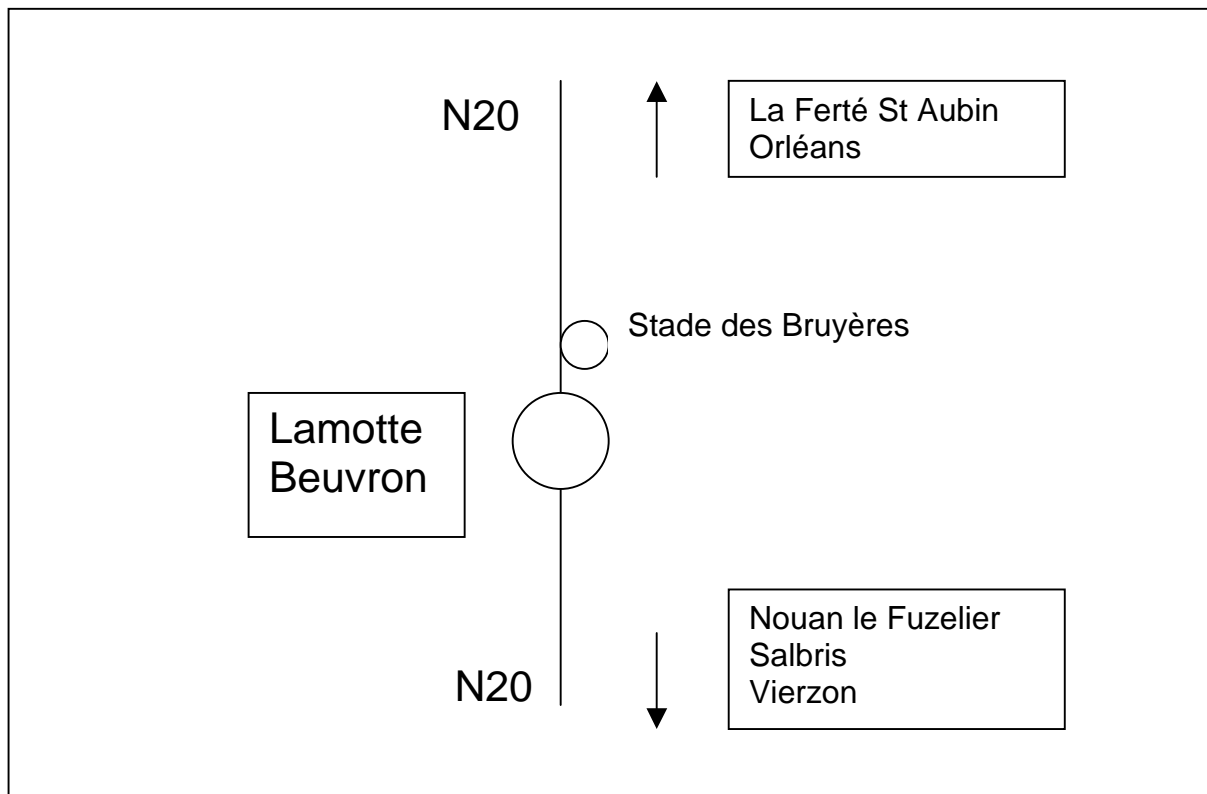 N20
La Ferté St Aubin
Orléans
Stade des Bruyères
Lamotte
Beuvron
Nouan le Fuzelier
Salbris
Vierzon
N20